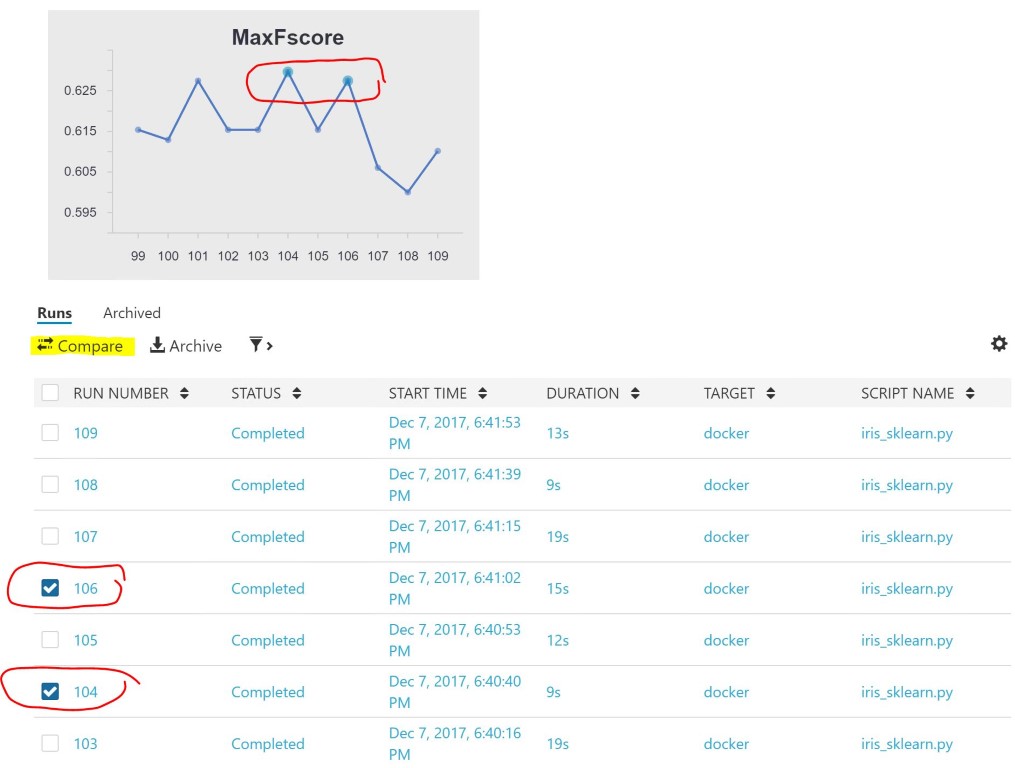 MaxFscore
0.625
0.615
0.605
0.595
99 100 101 102 103 104 105 106 107 108 109
Runs Archived
Compare Archive
RUN NUMBER STATUS START TIME DURATION TARGET SCRIPT NAME
109 Completed Dec 7, 2017, 6:41:53 PM 13s docker iris_sklearn.py
108 Completed Dec 7, 2017, 6:41:39 PM 9s docker iris_sklearn.py
107 Completed Dec 7, 2017, 6:41:15 PM 19s docker iris_sklearn.py
106 Completed Dec 7, 2017, 6:41:02 PM 15s docker iris_sklearn.py
105 Completed Dec 7, 2017, 6:40:53 PM 12s docker iris_sklearn.py
104 Completed Dec 7, 2017, 6:40:40 PM 9s docker iris_sklearn.py
103 Completed Dec 7, 2017, 6:40:16 PM 19s docker iris_sklearn.py